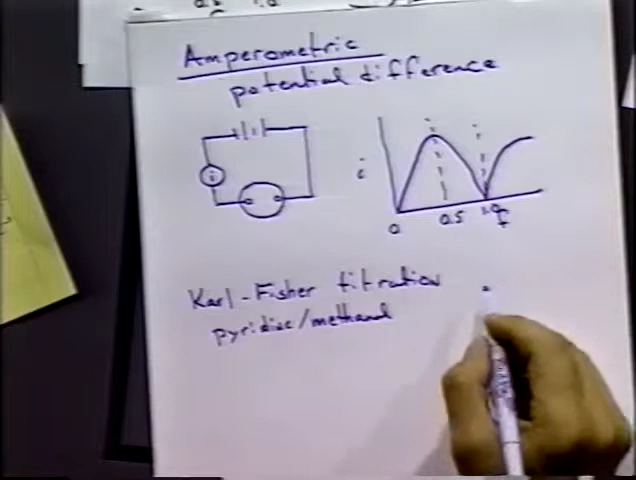 Amperometric
potential difference
i
i
0
0.5
1.0
f
Karl-Fisher titration
pyridine/methanol